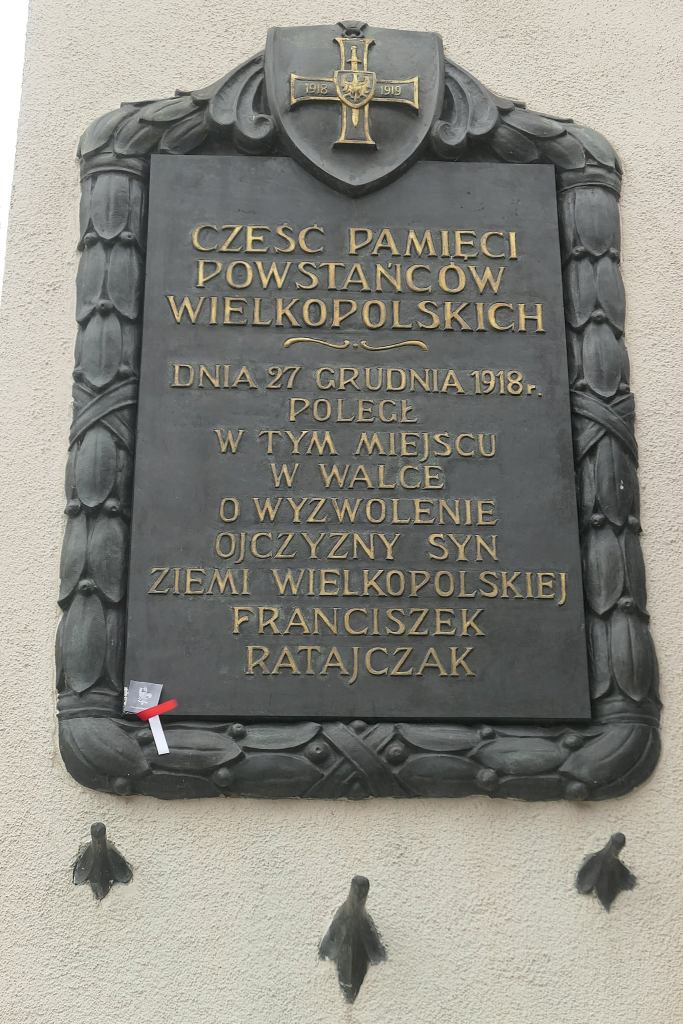 1918 1919
CZEŚĆ PAMIĘCI
POWSTAŃCÓW
WIELKOPOLSKICH
DNIA 27 GRUDNIA 1918 r.
POLEGŁ
W TYM MIEJSCU
W WALCE
O WYZWOLENIE
OJCZYZNY SYN
ZIEMI WIELKOPOLSKIEJ
FRANCISZEK
RATAJCZAK